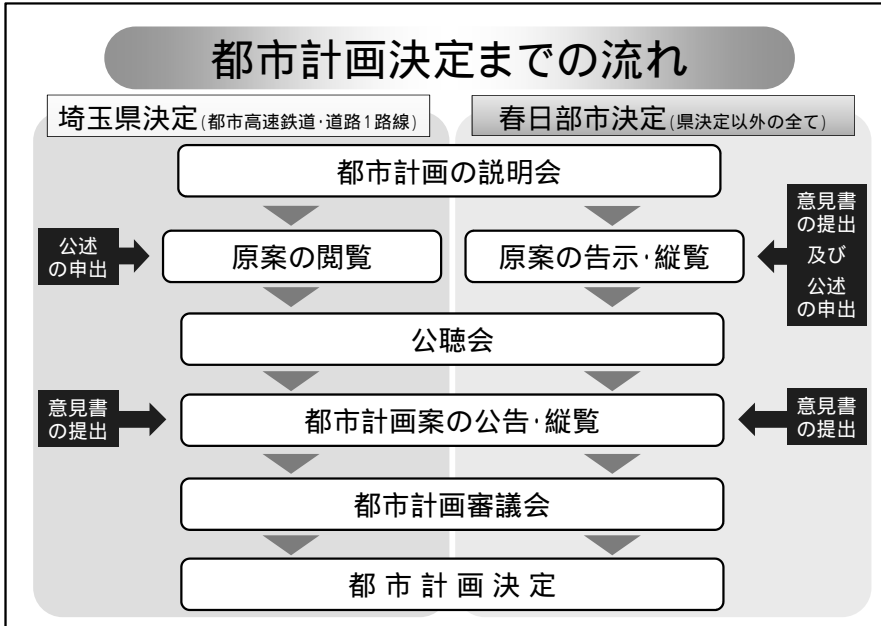 都市計画決定までの流れ
埼玉県決定(都市高速鉄道･道路1路線)
春日部市決定(県決定以外の全て)
都市計画の説明会
公述
の申出
原案の閲覧
原案の告示･縦覧
意見書
の提出
及び
公述
の申出
公聴会
意見書
の提出
都市計画案の公告･縦覧
意見書
の提出
都市計画審議会
都市計画決定